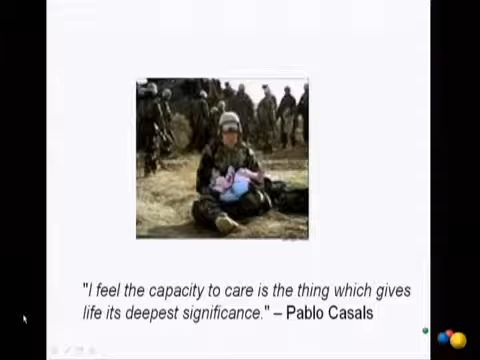 "I feel the capacity to care is the thing which gives
life its deepest significance." – Pablo Casals